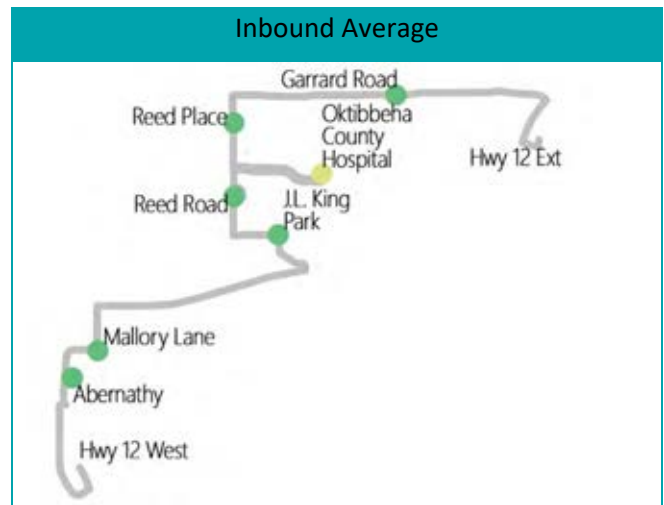 Inbound Average
Garrard Road
Reed Place
Oktibbeha
County
Hospital
Hwy 12 Ext
Reed Road
J.L. King
Park
Mallory Lane
Abernathy
Hwy 12 West